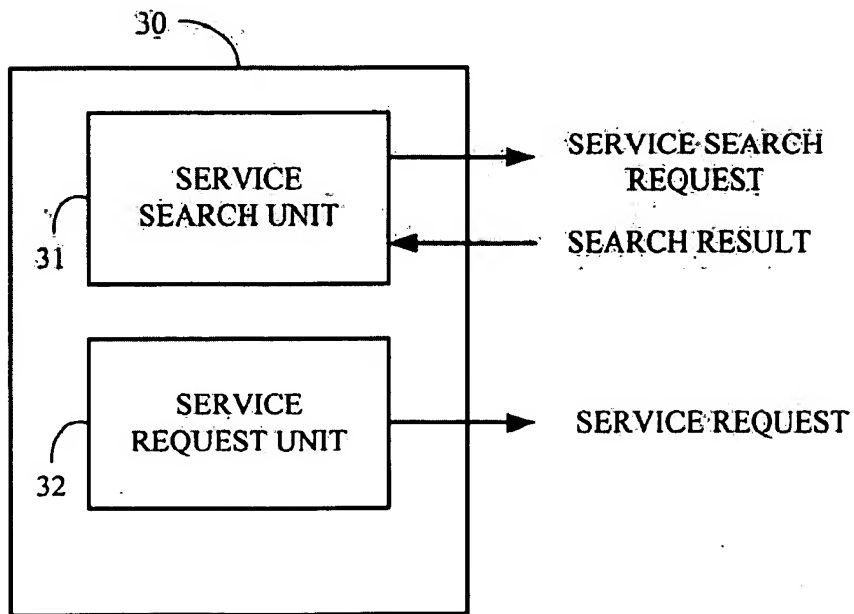 30
SERVICE
SEARCH UNIT
31
SERVICE SEARCH
REQUEST
SEARCH RESULT
SERVICE
REQUEST UNIT
32
SERVICE REQUEST